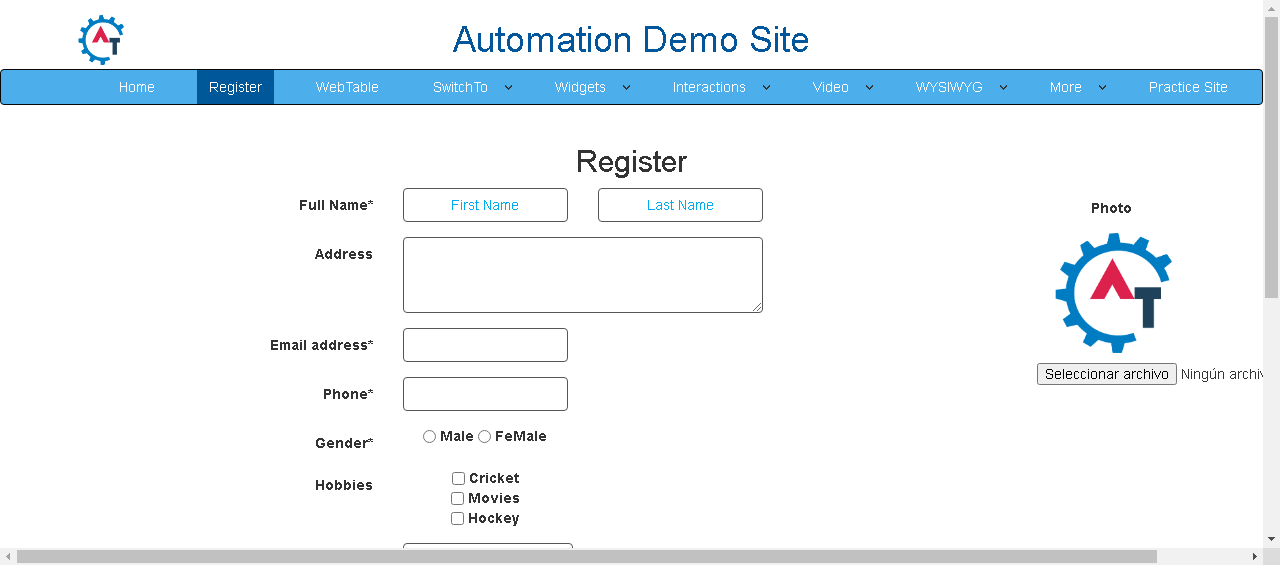 Automation Demo Site
Home Register WebTable SwitchTo Widgets Interactions Video WYSIWYG More Practice Site
Register
Full Name* First Name Last Name
Photo
Address
AT
Email address*
Seleccionar archivo Ningún archiv
Phone*
Gender* Male FeMale
Hobbies Cricket
Movies
Hockey